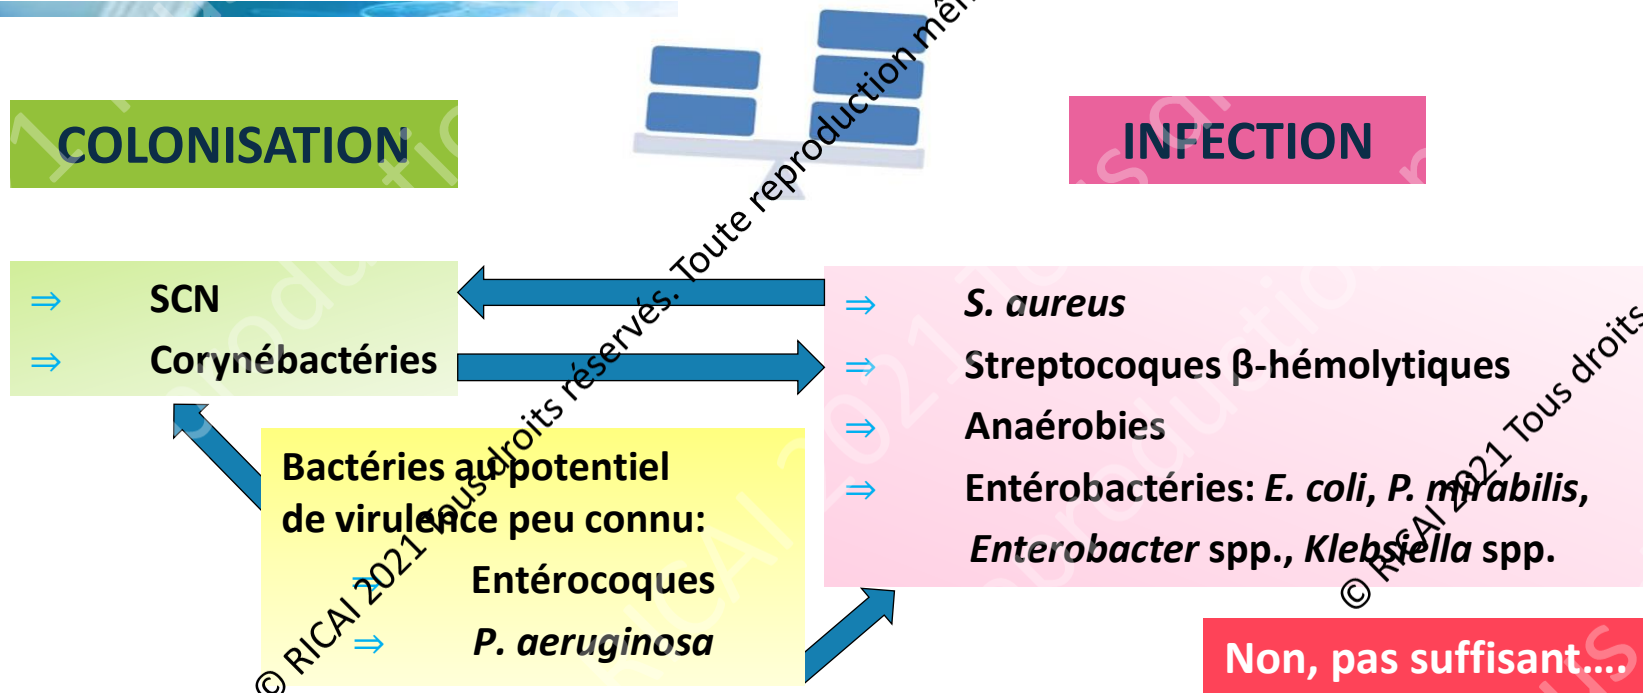 COLONISATION
INFECTION
⇒ SCN
⇒ Corynébactéries
⇒ S. aureus
⇒ Streptocoques β-hémolytiques
⇒ Anaérobies
⇒ Entérobactéries: E. coli, P. mirabilis,
Enterobacter spp., Klebsiella spp.
Bactéries au potentiel
de virulence peu connu:
⇒ Entérocoques
⇒ P. aeruginosa
Non, pas suffisant....
© RICAI 2021 Tous droits réservés. Toute reproduction mêm
© RICAI 2021 Tous droits